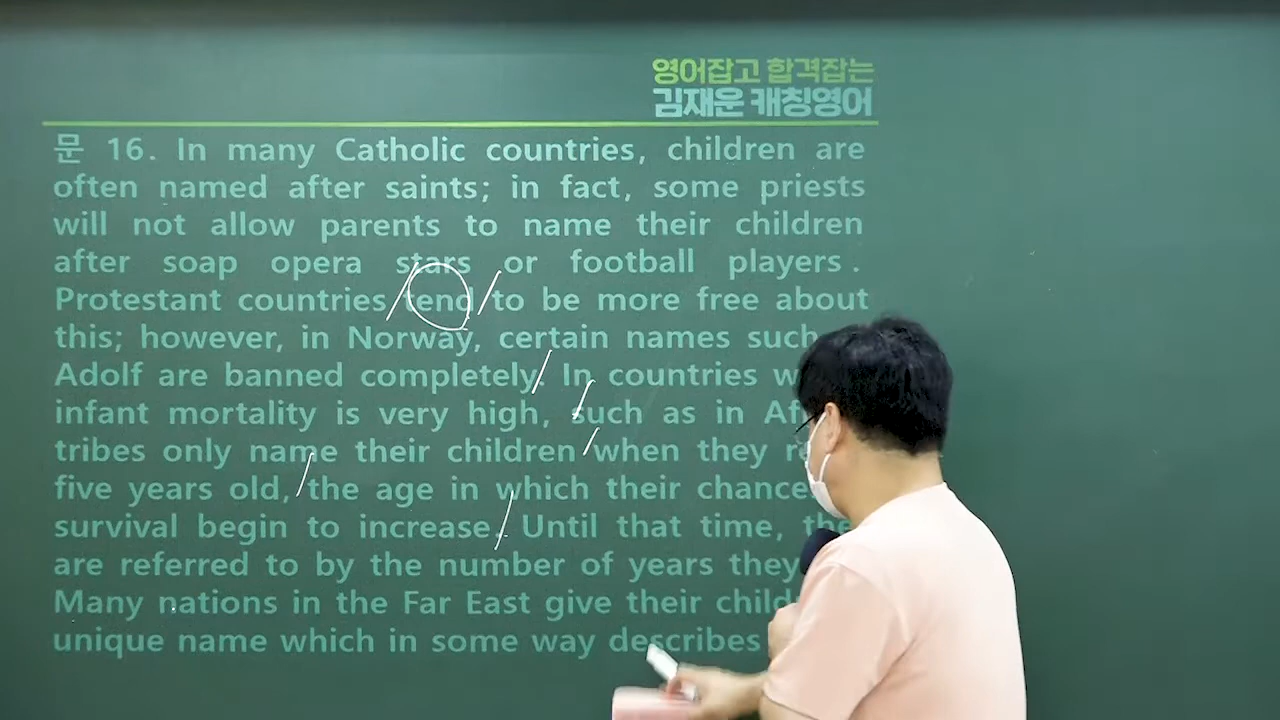 영어잡고 합격잡는
김재운 캐칭영어
문 16. In many Catholic countries, children are
often named after saints; in fact, some priests
will not allow parents to name their children
after soap opera stars or football players.
Protestant countries tend to be more free about
this; however, in Norway, certain names such
Adolf are banned completely. In countries
infant mortality is very high, such as in
tribes only name their children when they
five years old, the age in which their
survival begin to increase. Until that time,
are referred to by the number of years they
Many nations in the Far East give their
unique name which in some way describes